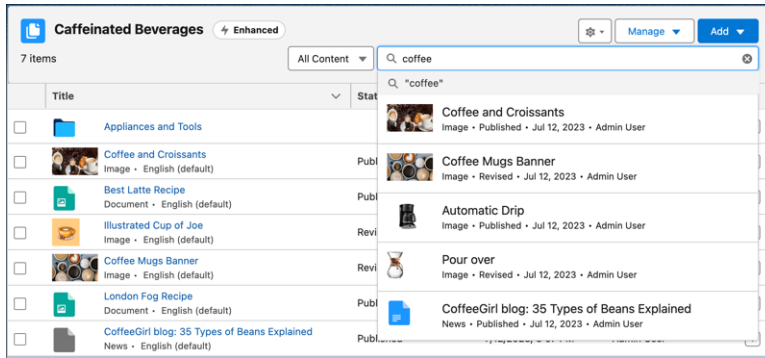 Caffeinated Beverages
Enhanced
Manage
Add
7 items
All Content
coffee
"coffee"
Title
Stat
Appliances and Tools
Coffee and Croissants
Image • English (default)
Publ
Best Latte Recipe
Document • English (default)
Publ
Illustrated Cup of Joe
Image • English (default)
Revi
Coffee Mugs Banner
Image • English (default)
Revi
London Fog Recipe
Document • English (default)
Publ
CoffeeGirl blog: 35 Types of Beans Explained
News • English (default)
Coffee and Croissants
Image • Published • Jul 12, 2023 • Admin User
Coffee Mugs Banner
Image • Revised • Jul 12, 2023 • Admin User
Automatic Drip
Image • Published • Jul 12, 2023 • Admin User
Pour over
Image • Revised • Jul 12, 2023 • Admin User
CoffeeGirl blog: 35 Types of Beans Explained
News • Published • Jul 12, 2023 • Admin User